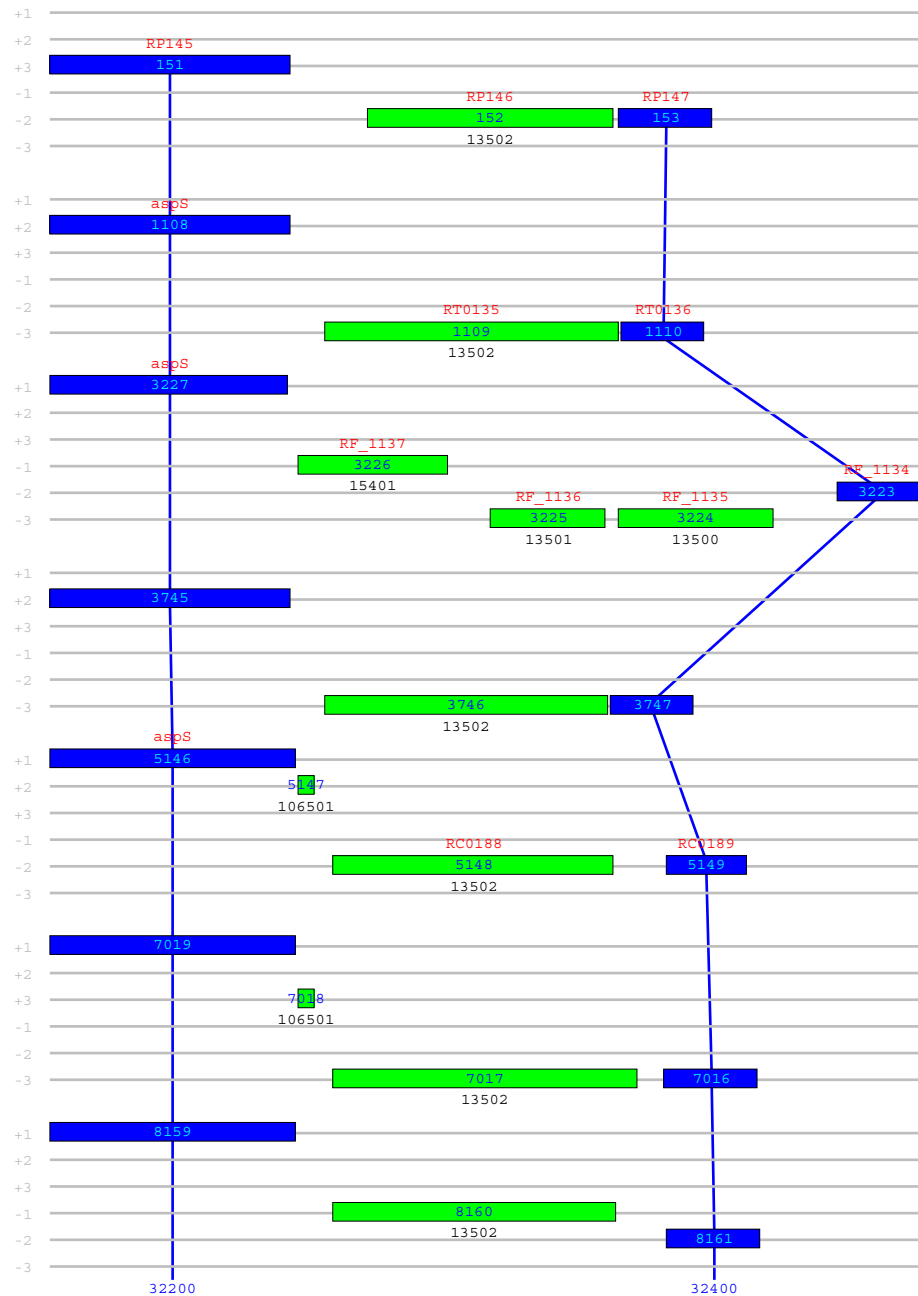 +1
+2
RP145
+3 151
-1
RP146 RP147
-2 152 153
13502
-3
+1
aspS
+2 1108
+3
-1
-2
RT0135 RT0136
-3 1109 1110
13502
aspS
+1 3227
+2
+3
RF_1137
-1 3226
15401
RF_1134
-2 3223
RF_1136 RF_1135
-3 3225 3224
13501 13500
+1
+2 3745
+3
-1
-2
-3 3746 3747
13502
aspS
+1 5146
+2 5147
106501
+3
-1
RC0188 RC0189
-2 5148 5149
13502
-3
+1 7019
+2
+3 7018
106501
-1
-2
-3 7017 7016
13502
+1 8159
+2
+3
-1 8160
13502
-2 8161
-3
32200 32400